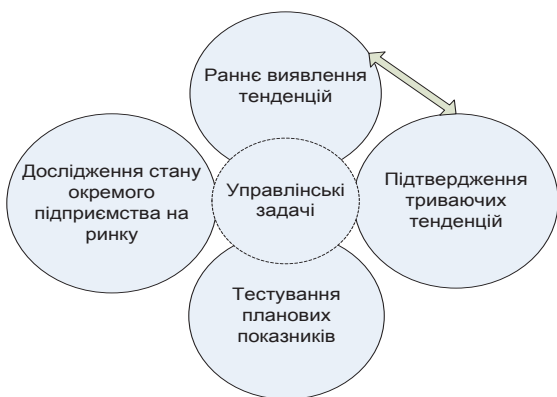 Раннє виявлення
тенденцій
Дослідження стану
окремого
підприємства на
ринку
Управлінські
задачі
Підтвердження
триваючих
тенденцій
Тестування
планових
показників